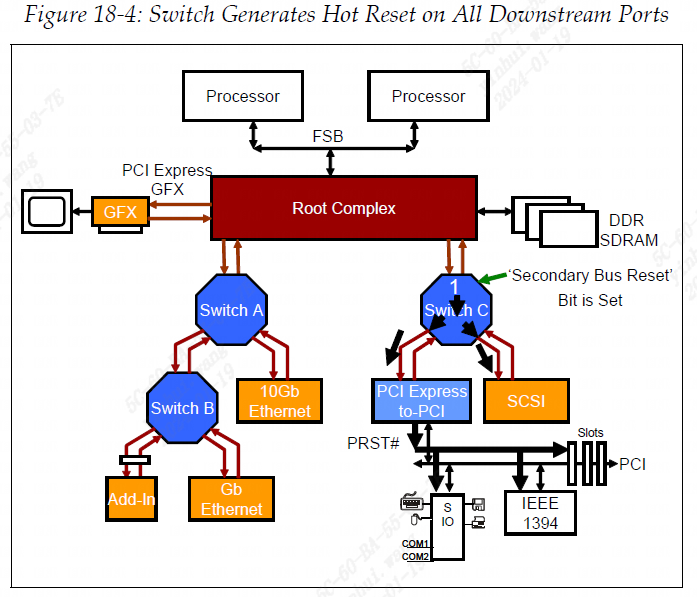 Figure 18-4: Switch Generates Hot Reset on All Downstream Ports
Processor
Processor
FSB
PCI Express
GFX
GFX
Root Complex
DDR
SDRAM
'Secondary Bus Reset'
Bit is Set
1
Switch A
Switch C
Switch B
10Gb
Ethernet
PCI Express
to-PCI
SCSI
PRST#
Slots
PCI
Add-In
Gb
Ethernet
S
IO
COM1
COM2
IEEE
1394